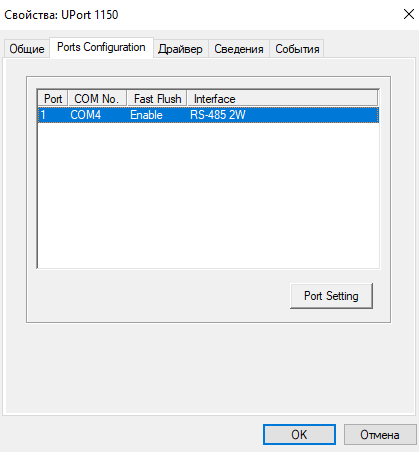 Свойства: UPort 1150
Общие Ports Configuration Драйвер Сведения События
Port COM No. Fast Flush Interface
1 COM4 Enable RS-485 2W
Port Setting
OK Отмена